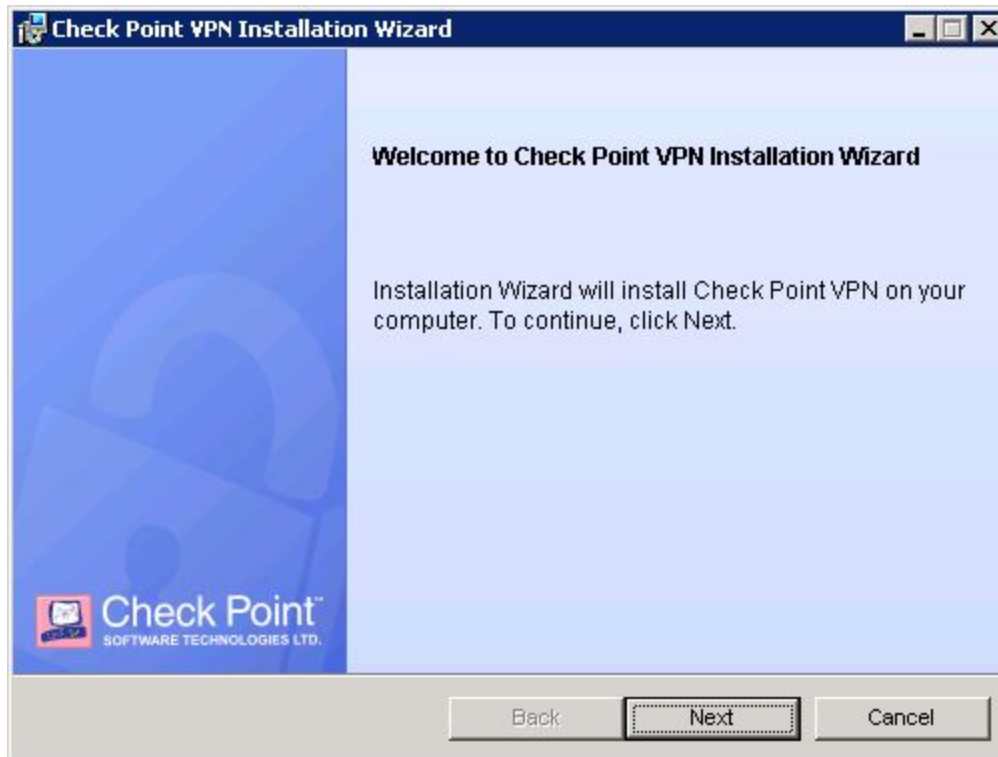 Check Point VPN Installation Wizard
Welcome to Check Point VPN Installation Wizard
Installation Wizard will install Check Point VPN on your
computer. To continue, click Next.
Check Point™
SOFTWARE TECHNOLOGIES LTD.
Back Next Cancel